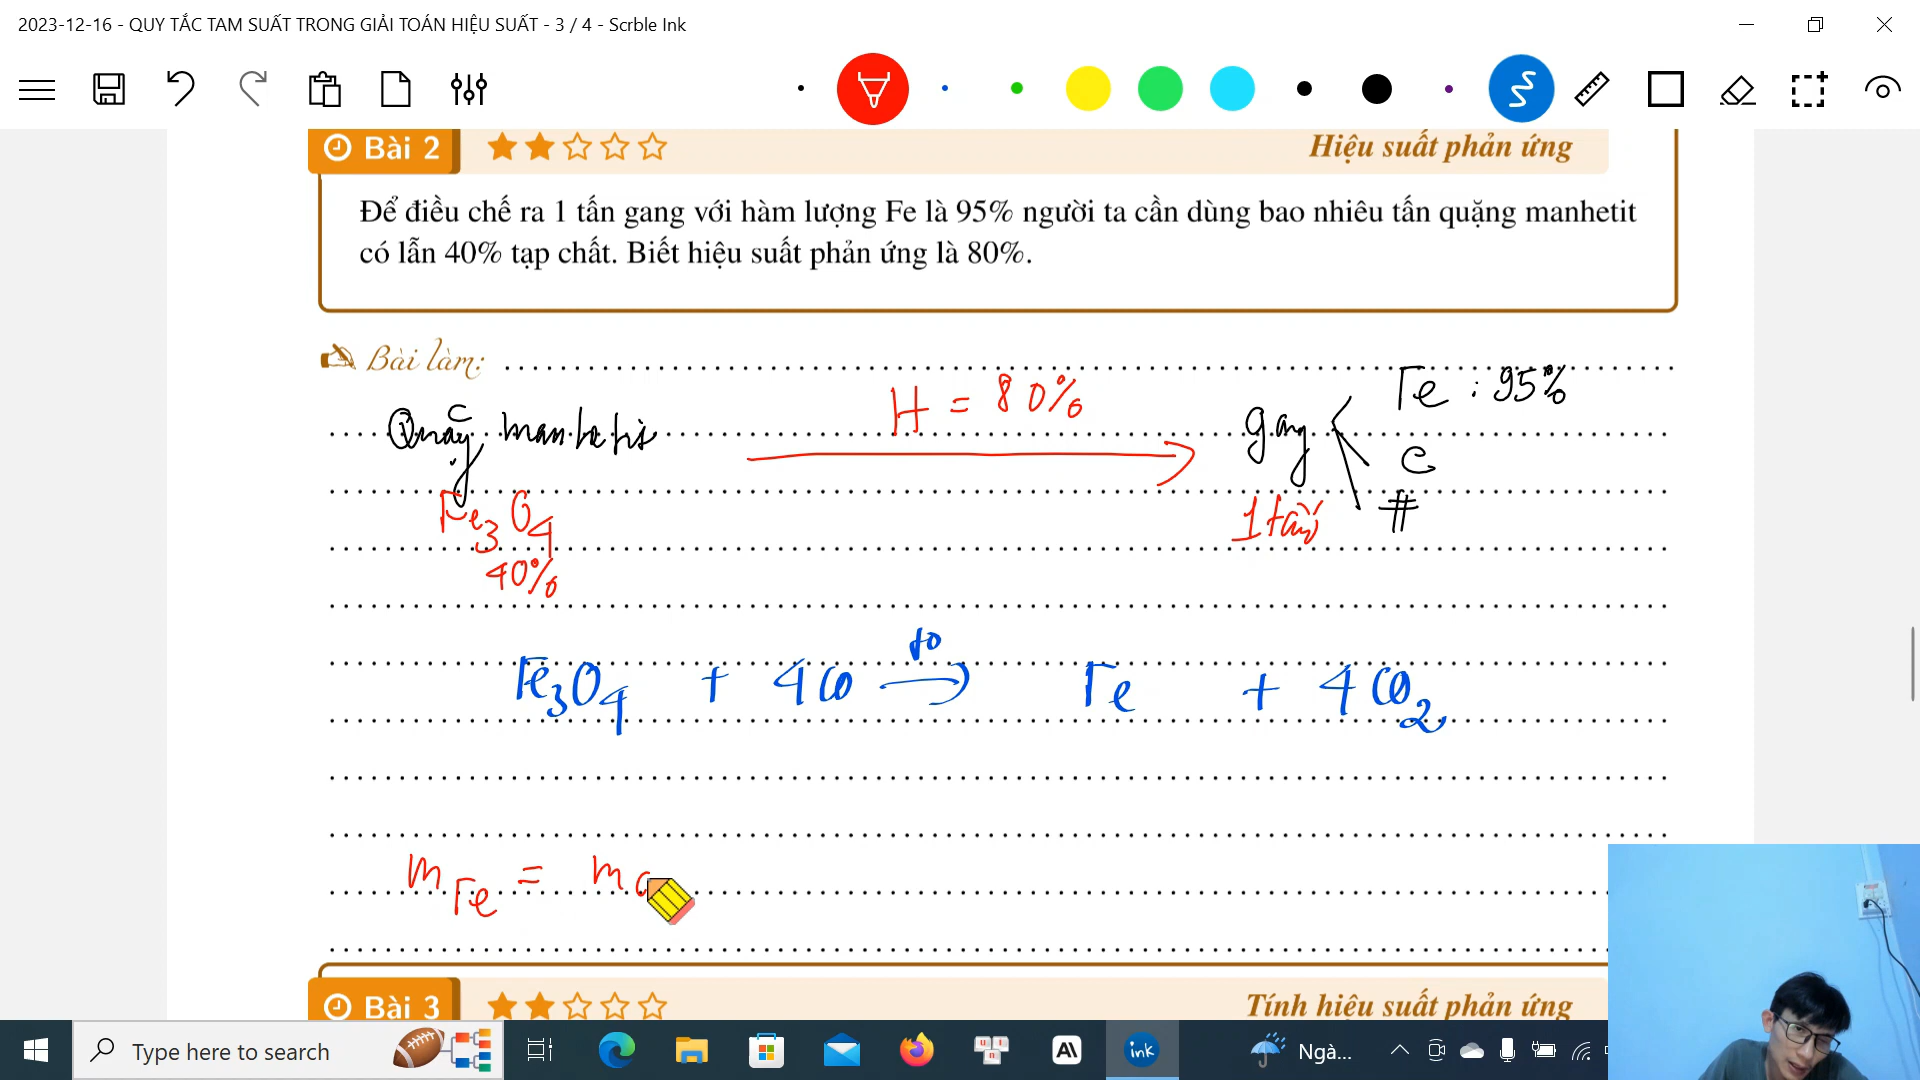 2023-12-16 - QUY TẮC TAM SUẤT TRONG GIẢI TOÁN HIỆU SUẤT - 3 / 4 - Scrble Ink
Bài 2
Hiệu suất phản ứng
Để điều chế ra 1 tấn gang với hàm lượng Fe là 95% người ta cần dùng bao nhiêu tấn quặng manhetit
có lẫn 40% tạp chất. Biết hiệu suất phản ứng là 80%.
Bài làm:
H = 80%
Fe : 95%
Quặng manhetit
gang
C
#
Fe3O4
1 tấn
40%
t0
Fe3O4 + 4CO → Fe + 4CO2
mFe = m
Bài 3
Tính hiệu suất phản ứng
Type here to search
AI
ink
Ngà...